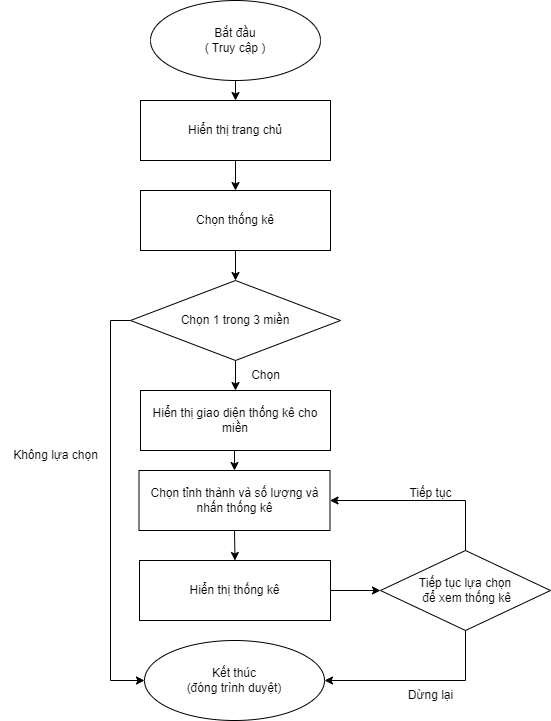 Bắt đầu
( Truy cập )
Hiển thị trang chủ
Chọn thống kê
Chọn 1 trong 3 miền
Chọn
Hiển thị giao diện thống kê cho
miền
Không lựa chọn
Chọn tỉnh thành và số lượng và
nhấn thống kê
Tiếp tục
Hiển thị thống kê
Tiếp tục lựa chọn
để xem thống kê
Kết thúc
(đóng trình duyệt)
Dừng lại